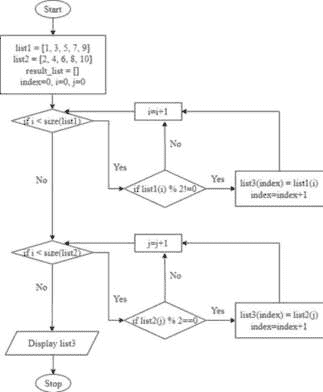 Start
list1 = [1, 3, 5, 7, 9]
list2 = [2, 4, 6, 8, 10]
result_list = []
index=0, i=0, j=0
i=i+1
if i < size(list1)
No
Yes
Yes
No
if list1(i) % 2!=0
list3(index) = list1(i)
index=index+1
j=j+1
if i < size(list2)
No
Yes
Yes
No
if list2(j) % 2==0
list3(index) = list2(j)
index=index+1
Display list3
Stop